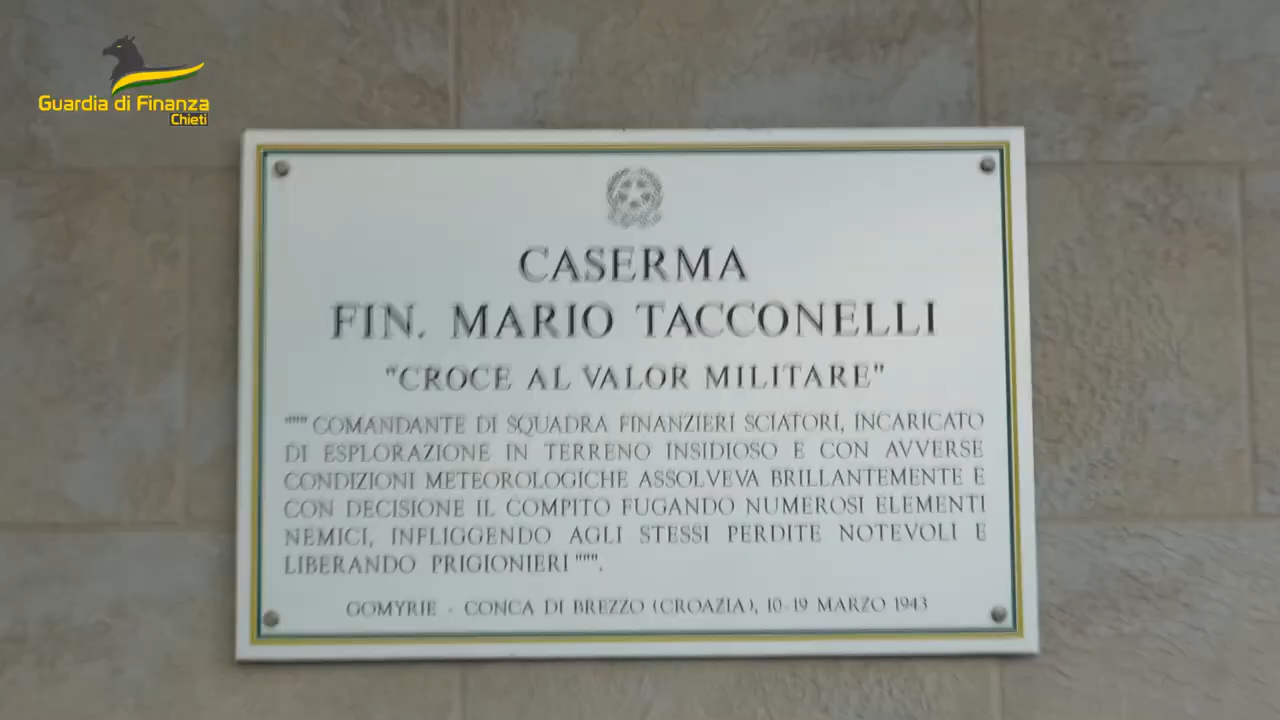 Guardia di Finanza
Chieti
CASERMA
FIN. MARIO TACCONELLI
"CROCE AL VALOR MILITARE"
""" COMANDANTE DI SQUADRA FINANZIERI SCIATORI, INCARICATO
DI ESPLORAZIONE IN TERRENO INSIDIOSO E CON AVVERSE
CONDIZIONI METEOROLOGICHE ASSOLVEVA BRILLANTEMENTE E
CON DECISIONE IL COMPITO FUGANDO NUMEROSI ELEMENTI
NEMICI, INFLIGGENDO AGLI STESSI PERDITE NOTEVOLI E
LIBERANDO PRIGIONIERI """.
GOMYRIE - CONCA DI BREZZO (CROAZIA), 10-19 MARZO 1943